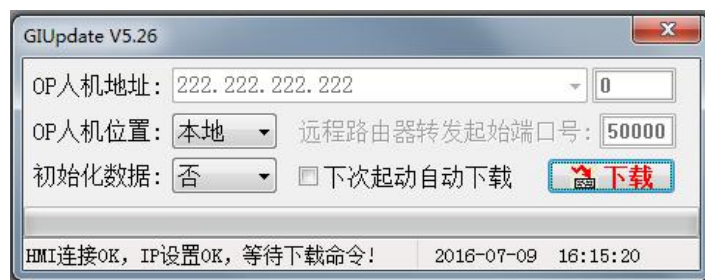 GIUpdate V5.26
OP人机地址: 222.222.222.222 0
OP人机位置: 本地 远程路由器转发起始端口号: 50000
初始化数据: 否 下次起动自动下载 下载
HMI连接OK, IP设置OK, 等待下载命令! 2016-07-09 16:15:20